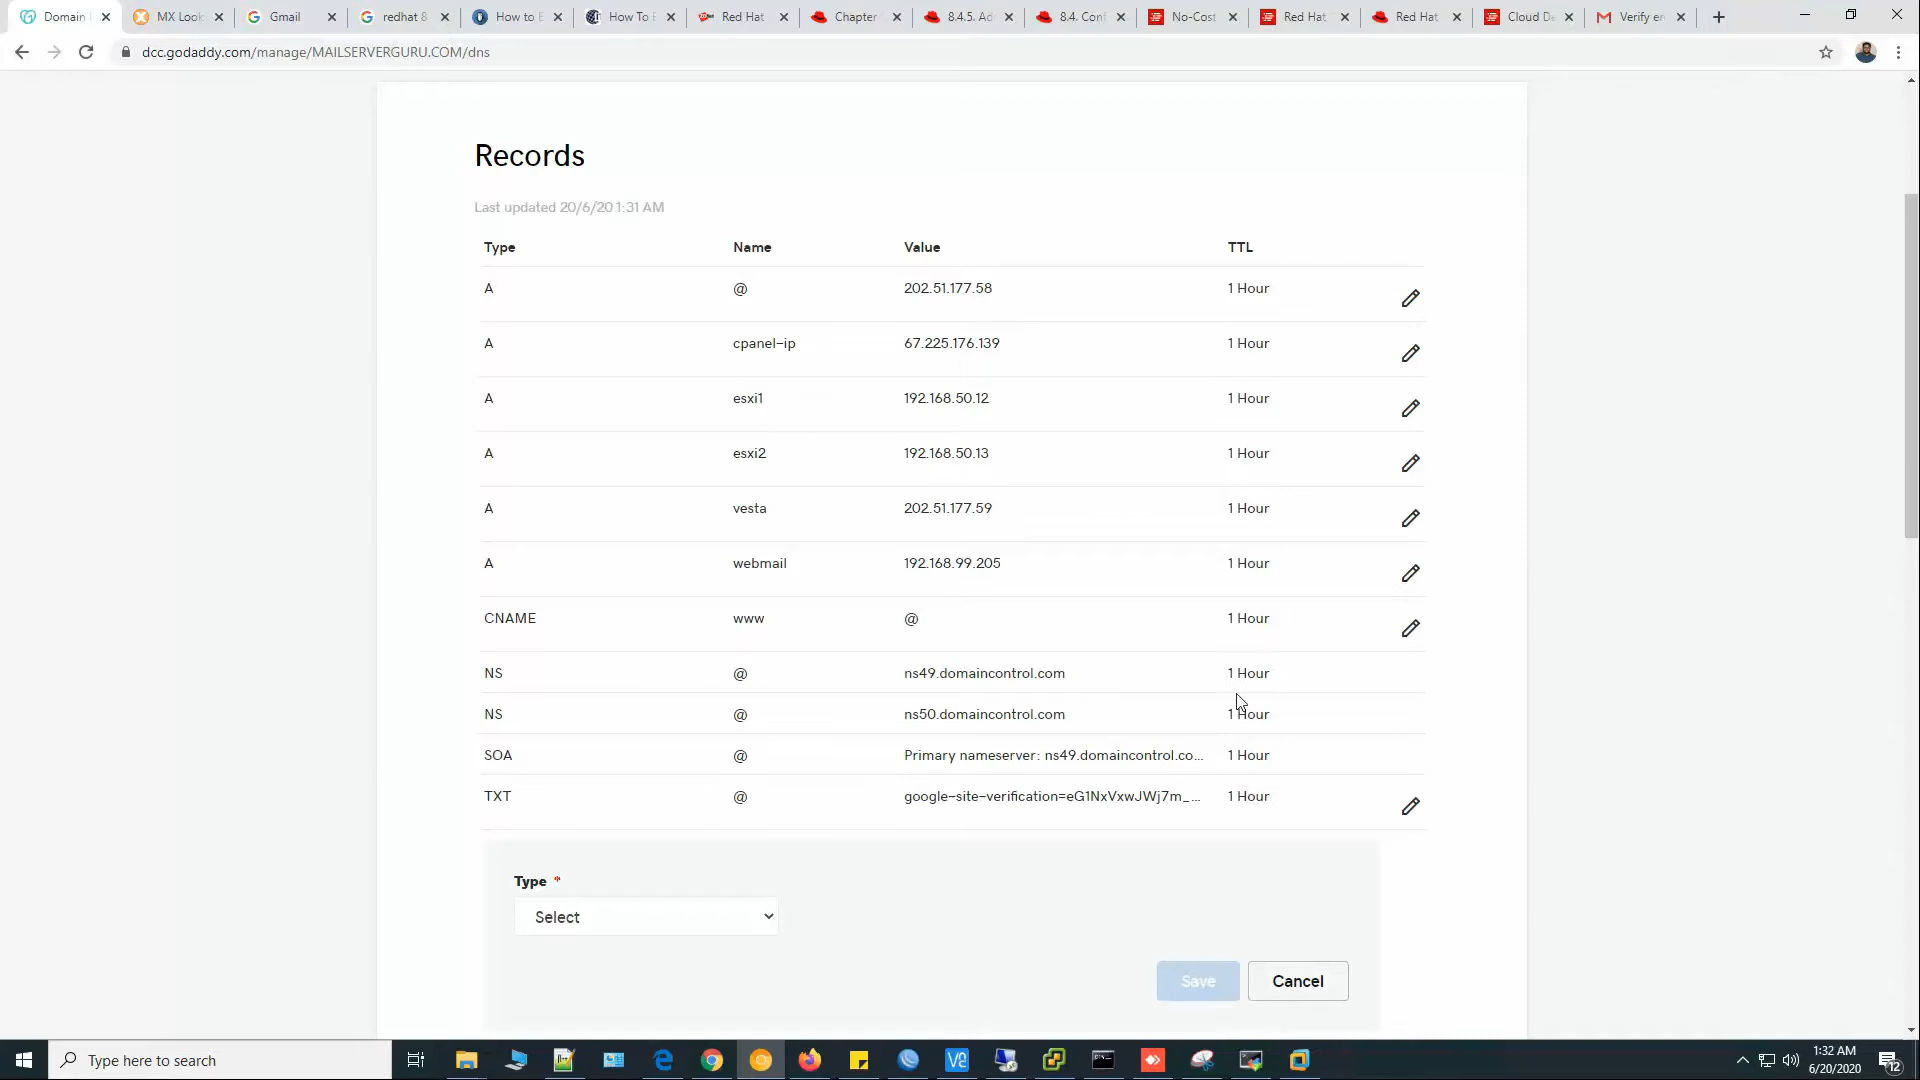 Domain
MX Look
Gmail
redhat 8
How to E
How To E
Red Hat
Chapter
8.4.5. Ad
8.4. Conf
No-Cost
Red Hat
Red Hat
Cloud De
Verify er
dcc.godaddy.com/manage/MAILSERVERGURU.COM/dns
Records
Last updated 20/6/20 1:31 AM
Type Name Value TTL
A @ 202.51.177.58 1 Hour
A cpanel-ip 67.225.176.139 1 Hour
A esxi1 192.168.50.12 1 Hour
A esxi2 192.168.50.13 1 Hour
A vesta 202.51.177.59 1 Hour
A webmail 192.168.99.205 1 Hour
CNAME www @ 1 Hour
NS @ ns49.domaincontrol.com 1 Hour
NS @ ns50.domaincontrol.com 1 Hour
SOA @ Primary nameserver: ns49.domaincontrol.co... 1 Hour
TXT @ google-site-verification=eG1NxVxwJWj7m_... 1 Hour
Type *
Select
Save Cancel
Type here to search
1:32 AM
6/20/2020
12